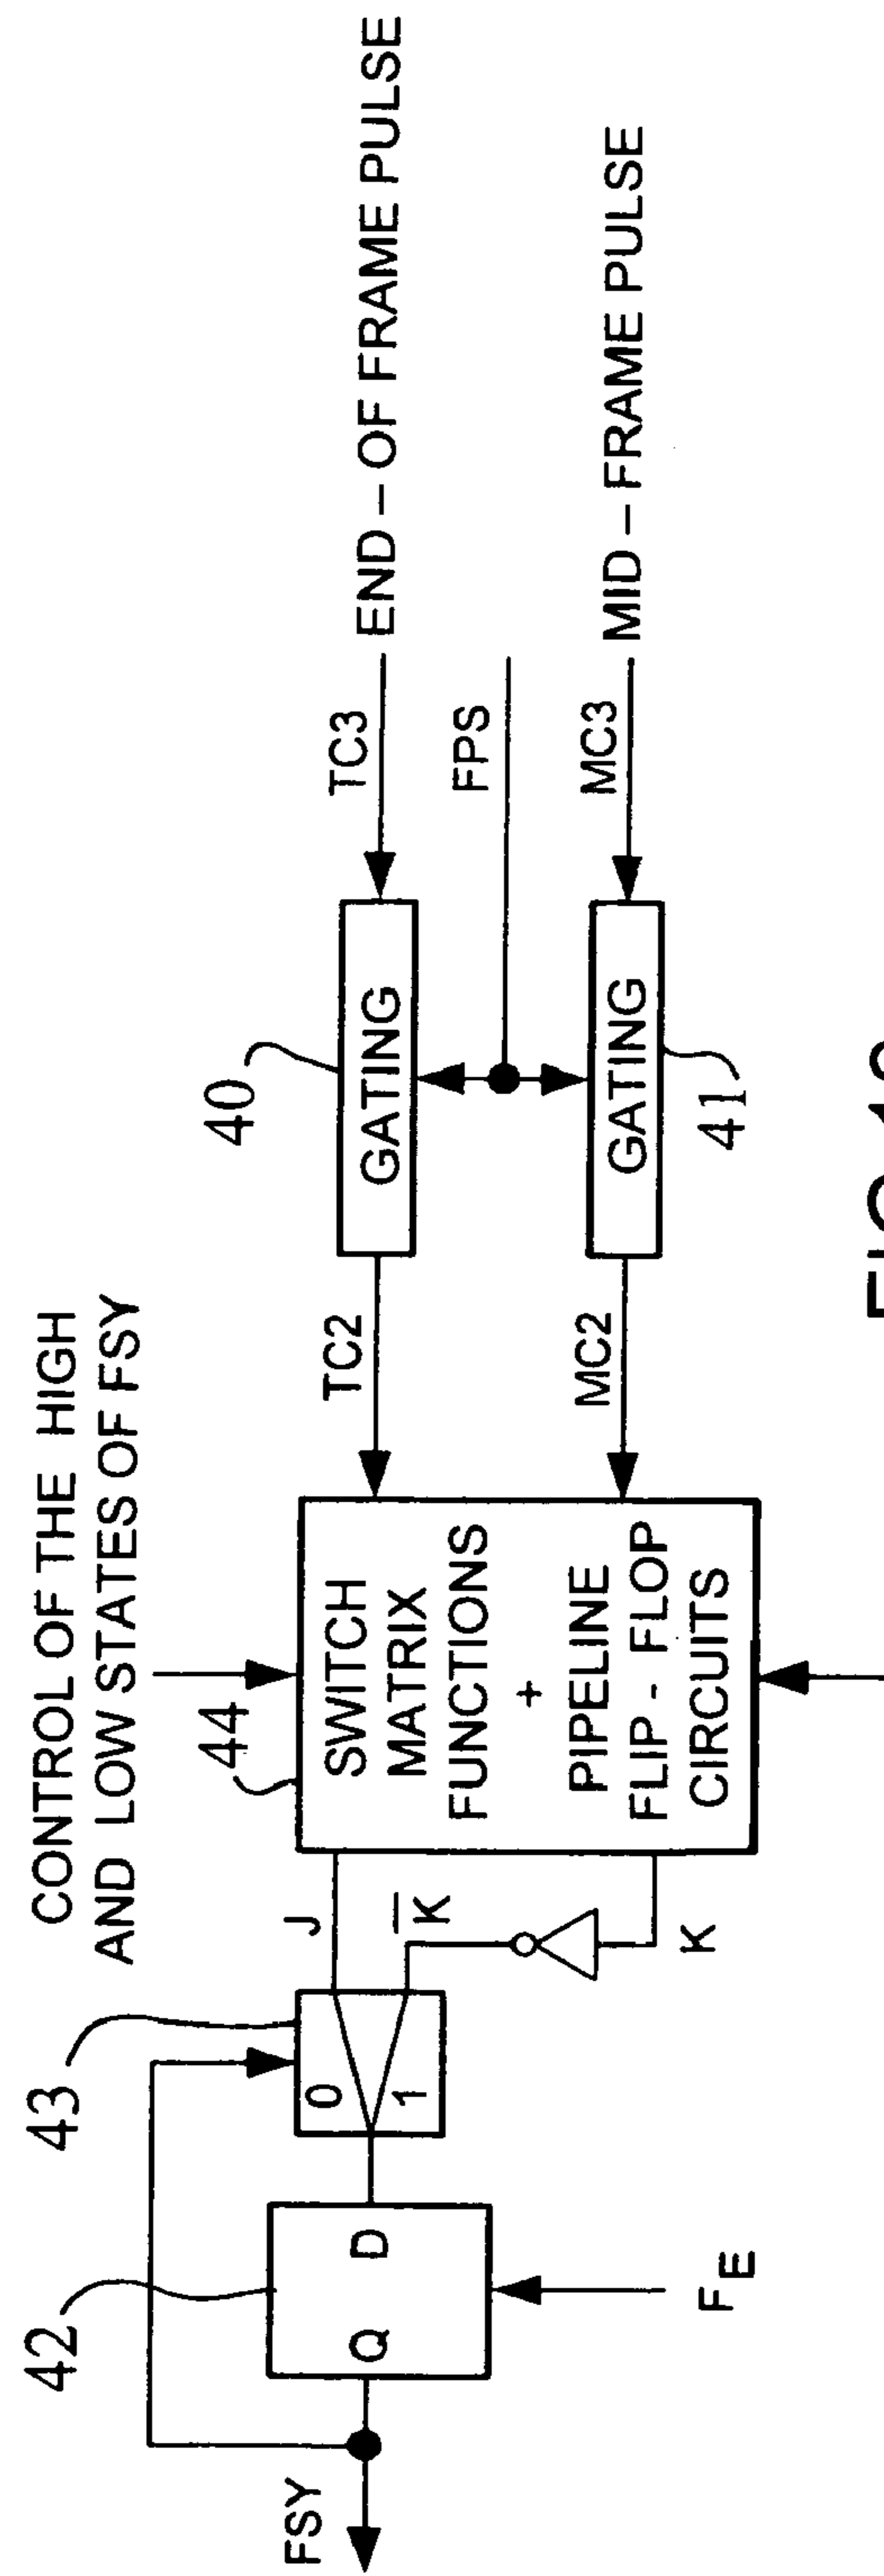 CONTROL OF THE HIGH
AND LOW STATES OF FSY
42
43
44
40
FSY
Q D
0
1
J
K
K
SWITCH
MATRIX
FUNCTIONS
+
PIPELINE
FLIP - FLOP
CIRCUITS
TC2
GATING
TC3
END – OF FRAME PULSE
FPS
MC2
GATING
MC3
MID – FRAME PULSE
41
F E